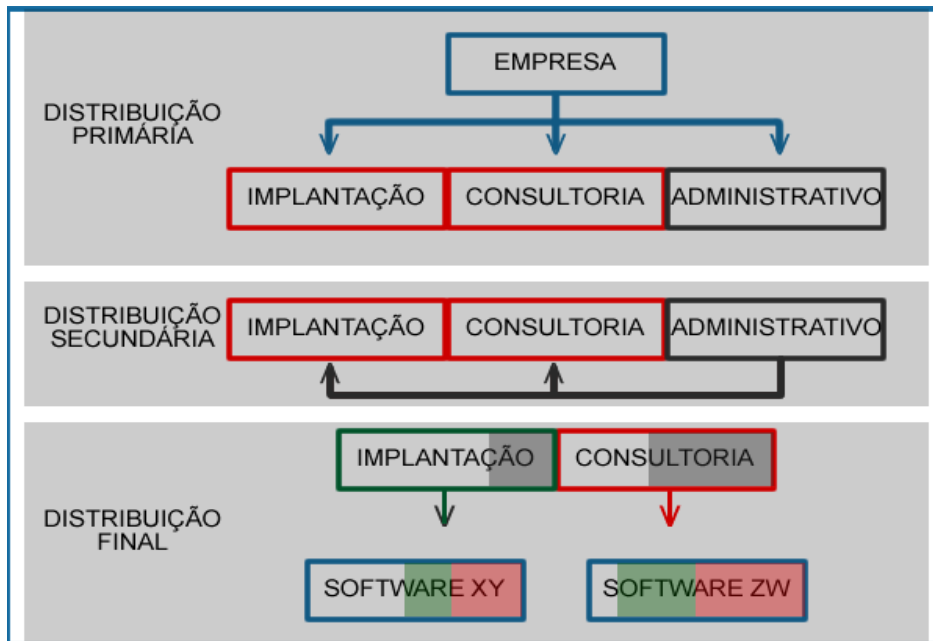 EMPRESA
DISTRIBUIÇÃO
PRIMÁRIA
IMPLANTAÇÃO
CONSULTORIA
ADMINISTRATIVO
DISTRIBUIÇÃO
SECUNDÁRIA
IMPLANTAÇÃO
CONSULTORIA
ADMINISTRATIVO
DISTRIBUIÇÃO
FINAL
IMPLANTAÇÃO
CONSULTORIA
SOFTWARE XY
SOFTWARE ZW